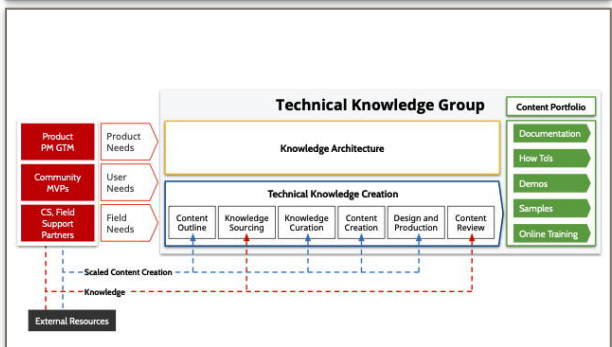 Technical Knowledge Group
Content Portfolio
Product
PM GTM
Product
Needs
Knowledge Architecture
Documentation
How To's
Community
MVPs
User
Needs
Demos
Technical Knowledge Creation
Samples
CS, Field
Support
Partners
Field
Needs
Content
Outline
Knowledge
Sourcing
Knowledge
Curation
Content
Creation
Design and
Production
Content
Review
Online Training
Scaled Content Creation
Knowledge
External Resources